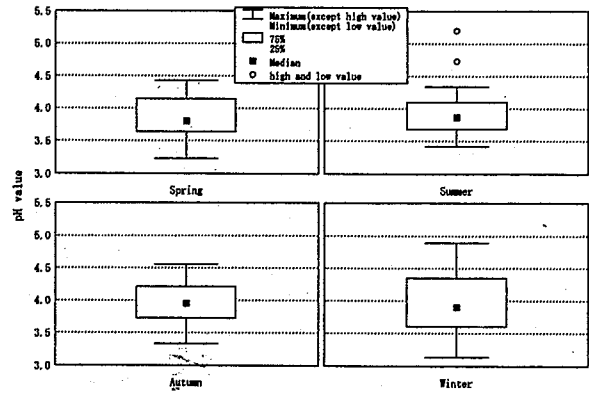 5.5
5.0
4.5
4.0
3.5
3.0
Maximum(except high value)
Minimum(except low value)
75%
25%
Median
high and low value
Spring
Summer
pH value
5.5
5.0
4.5
4.0
3.5
3.0
Autumn
Winter